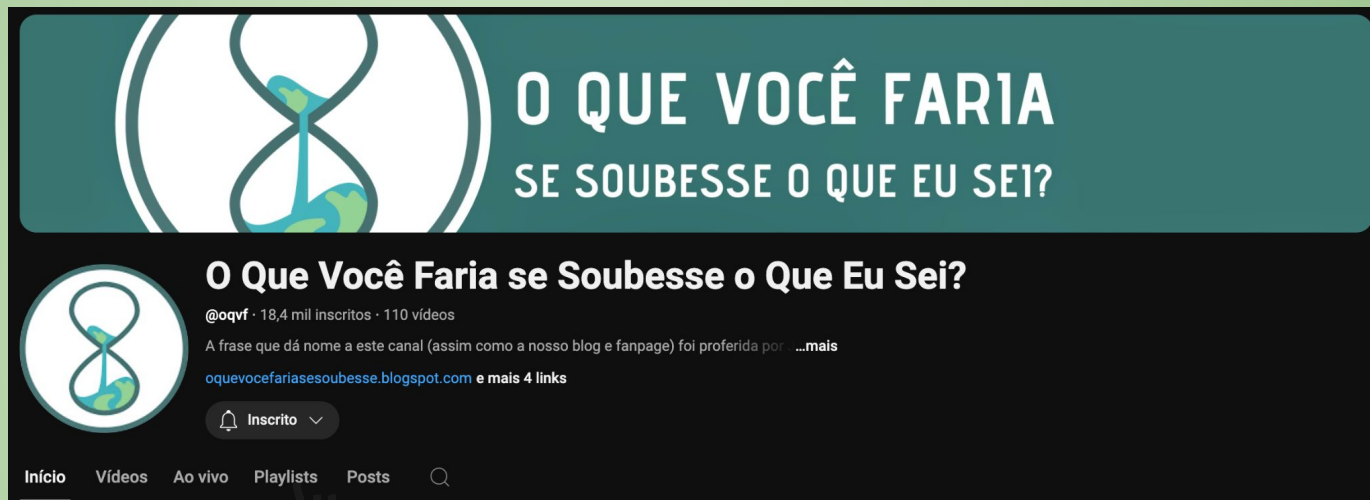 O QUE VOCÊ FARIA
SE SOUBESSE O QUE EU SEI?
O Que Você Faria se Soubesse o Que Eu Sei?
@oqvf · 18,4 mil inscritos · 110 vídeos
A frase que dá nome a este canal (assim como a nosso blog e fanpage) foi proferida por ...mais
oquevocefariasesoubesse.blogspot.com e mais 4 links
Inscrito
Início Vídeos Ao vivo Playlists Posts